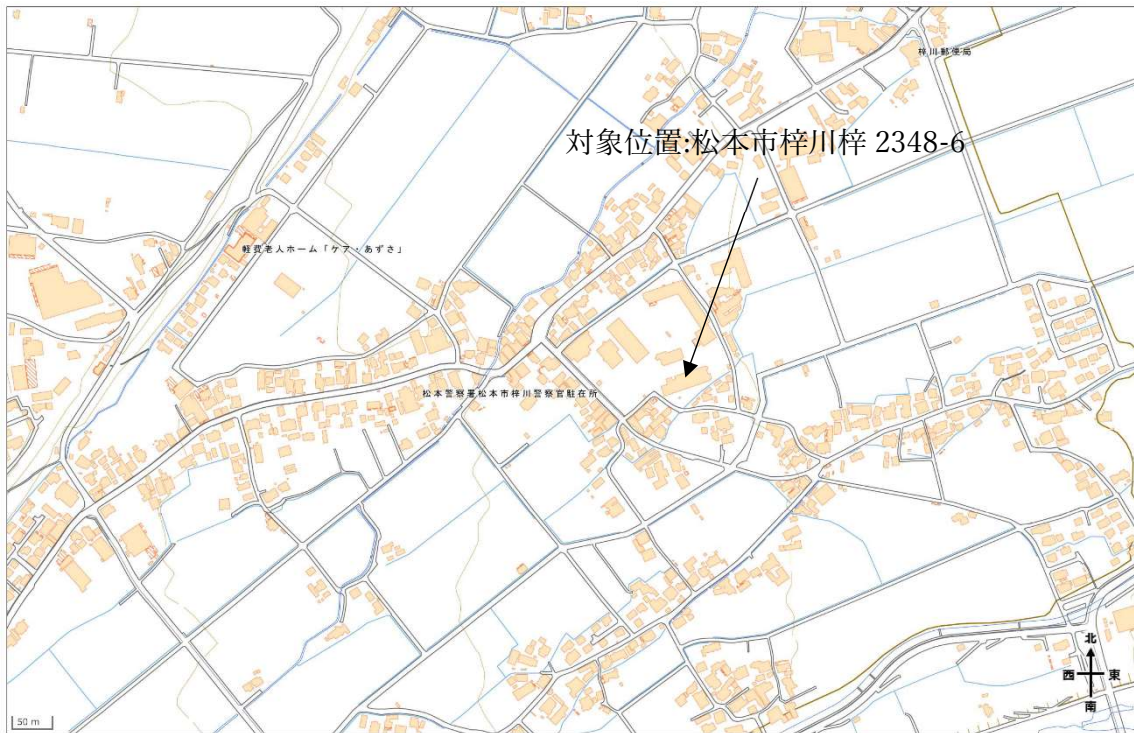 梓川郵便局
対象位置:松本市梓川梓 2348-6
軽費老人ホーム「ケア・あずさ」
松本警察署松本市梓川警察官駐在所
北
西 東
南
50 m